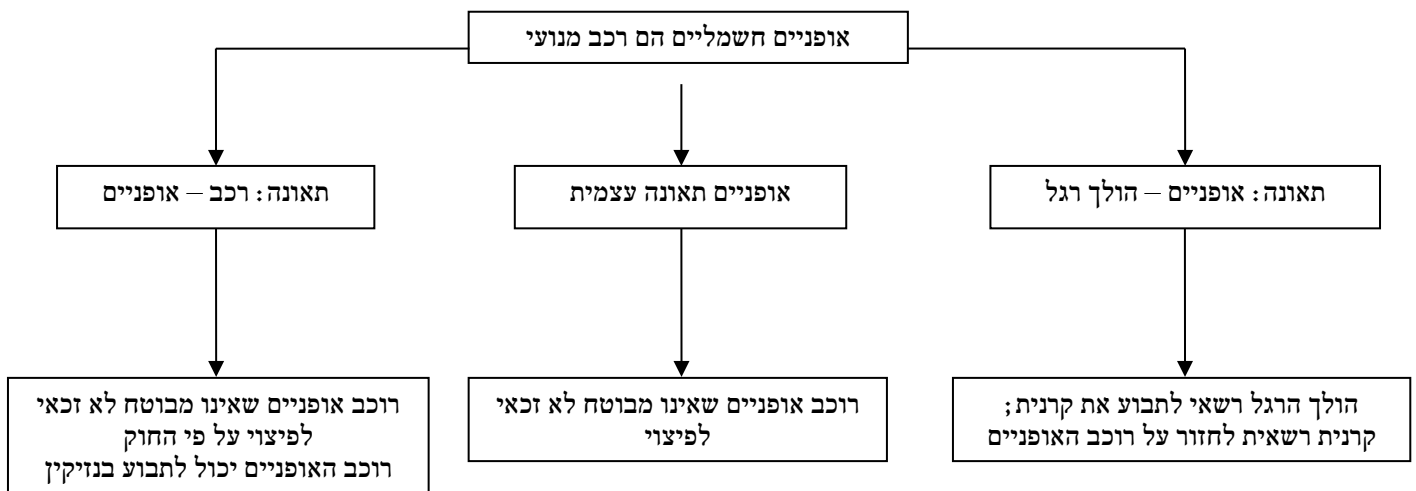 אופניים חשמליים הם רכב מנועי
תאונה: אופניים – הולך רגל
אופניים תאונה עצמית
תאונה: רכב – אופניים
הולך הרגל רשאי לתבוע את קרנית;
קרנית רשאית לחזור על רוכב האופניים
רוכב אופניים שאינו מבוטח לא זכאי
לפיצוי
רוכב אופניים שאינו מבוטח לא זכאי
לפיצוי על פי החוק
רוכב האופניים יכול לתבוע בנזיקין